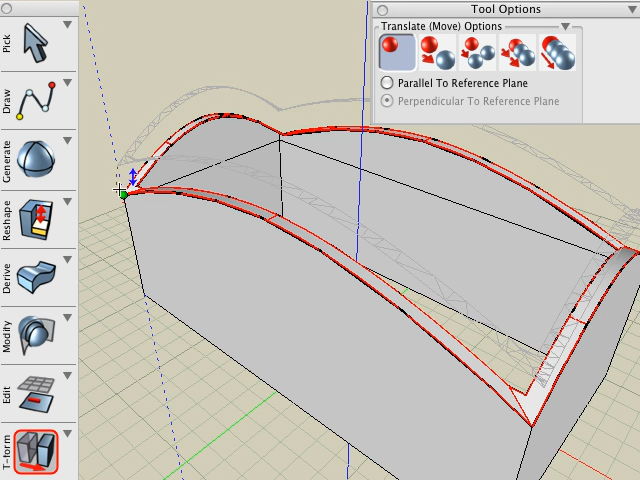 Tool Options
Translate (Move) Options
Parallel To Reference Plane
Perpendicular To Reference Plane
Pick
Draw
Generate
Reshape
Derive
Modify
Edit
T-form